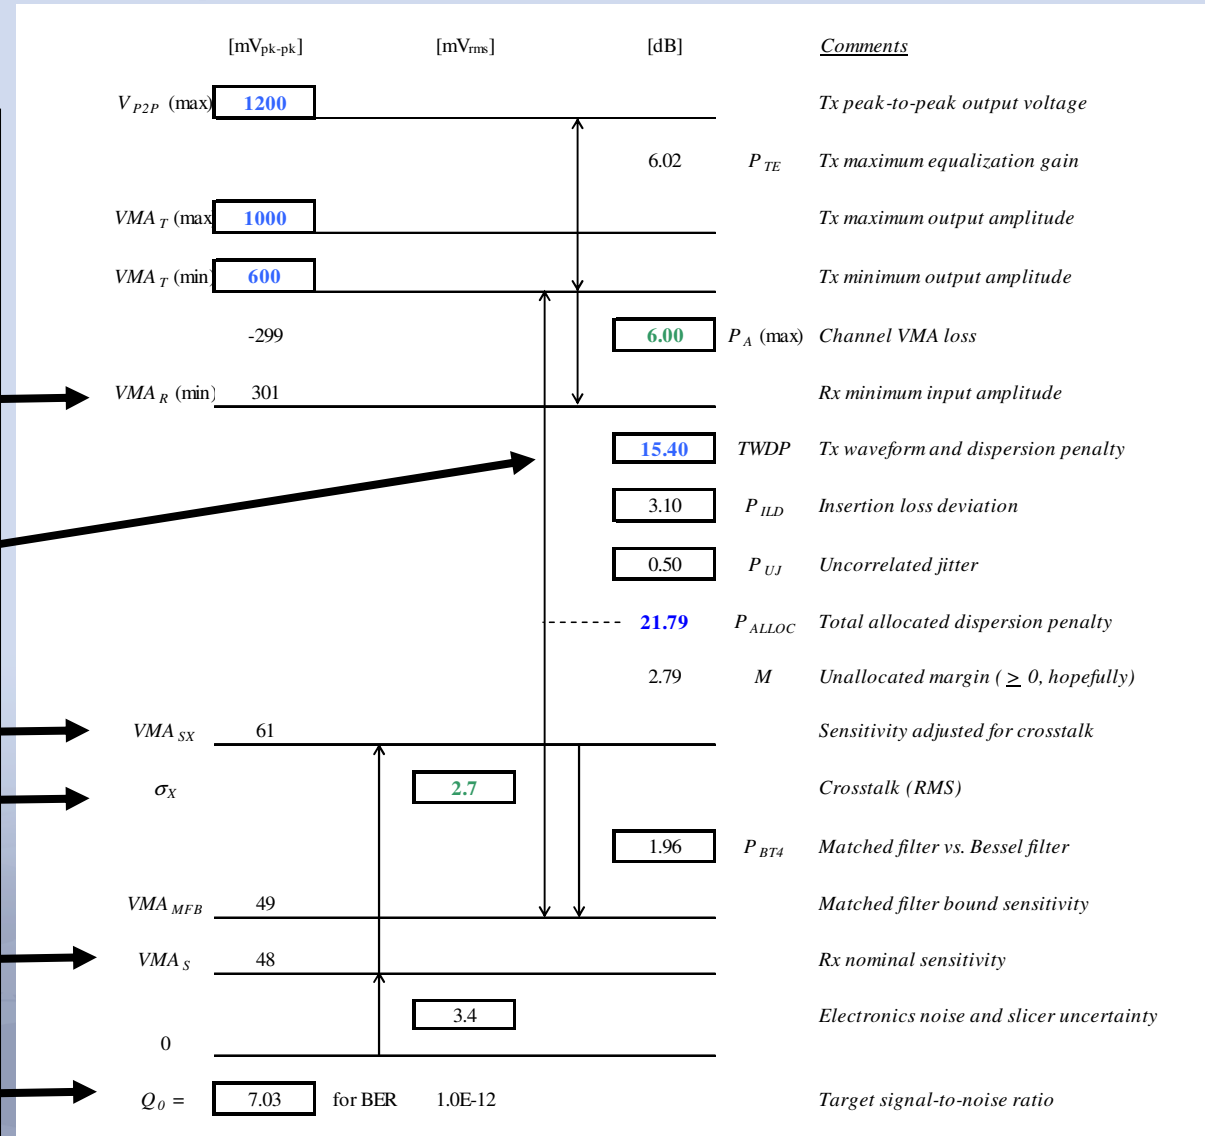 [mVpk-pk] [mVrms] [dB] Comments
VP2P (max) 1200 Tx peak-to-peak output voltage
6.02 PTE Tx maximum equalization gain
VMAT (max 1000 Tx maximum output amplitude
VMAT (min) 600 Tx minimum output amplitude
-299 6.00 PA (max) Channel VMA loss
VMAR (min) 301 Rx minimum input amplitude
15.40 TWDP Tx waveform and dispersion penalty
3.10 PILD Insertion loss deviation
0.50 PUJ Uncorrelated jitter
21.79 PALLOC Total allocated dispersion penalty
2.79 M Unallocated margin ( ≥ 0, hopefully)
VMASX 61 Sensitivity adjusted for crosstalk
σX 2.7 Crosstalk (RMS)
1.96 PBT4 Matched filter vs. Bessel filter
VMAMFB 49 Matched filter bound sensitivity
VMAS 48 Rx nominal sensitivity
3.4 Electronics noise and slicer uncertainty
0
Q0 = 7.03 for BER 1.0E-12 Target signal-to-noise ratio